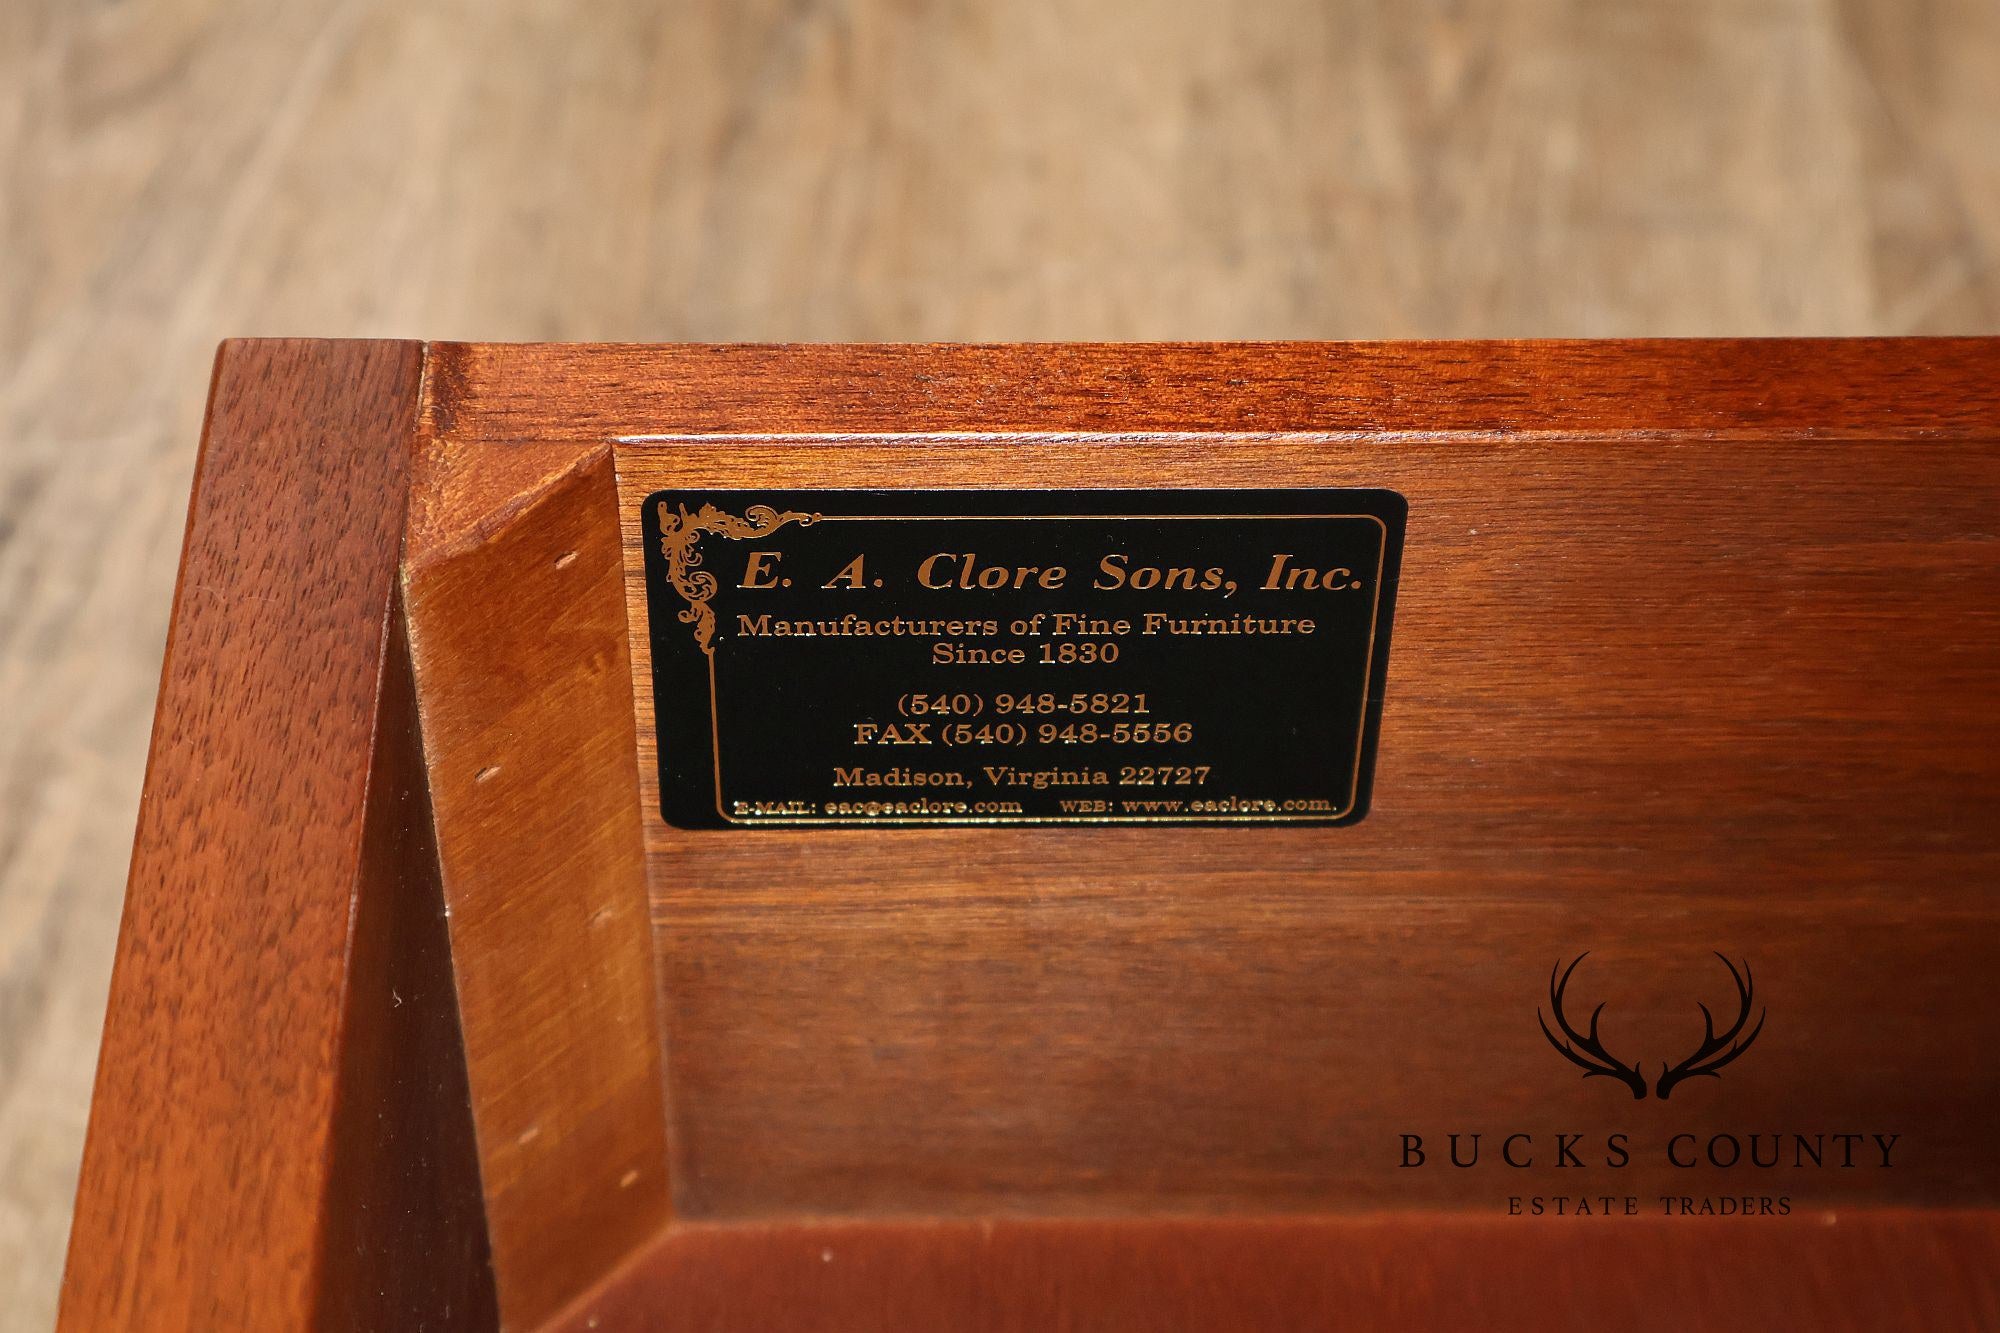 E. A. Clore Sons, Inc.
Manufacturers of Fine Furniture
Since 1830
(540) 948-5821
FAX (540) 948-5556
Madison, Virginia 22727
E-MAIL: eac@eaclore.com WEB: www.eaclore.com.
BUCKS COUNTY
ESTATE TRADERS